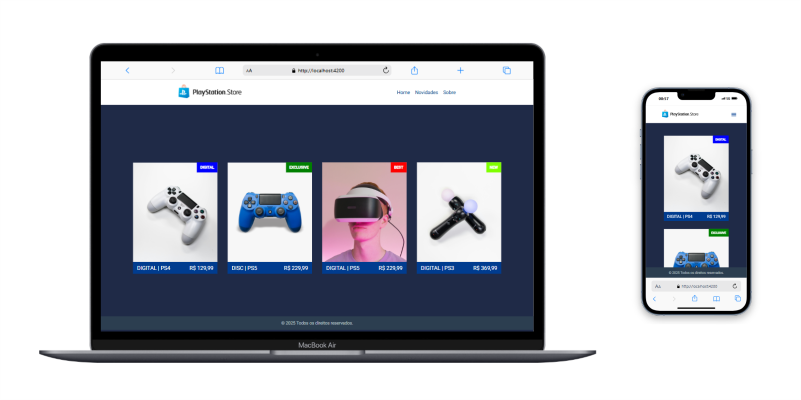 AA http://localhost:4200
PlayStation Store
Home Novidades Sobre
DIGITAL
EXCLUSIVE
BEST
DIGITAL | PS4 R$ 129,99
DISC | PS5 R$ 229,99
DIGITAL | PS5 R$ 229,99
DIGITAL | PS3 R$ 369,99
© 2025 Todos os direitos reservados.
MacBook Air
09:17
PlayStation Store
DIGITAL
DIGITAL | PS4 R$ 129,99
EXCLUSIVE
© 2025 Todos os direitos reservados
AA http://localhost:4200